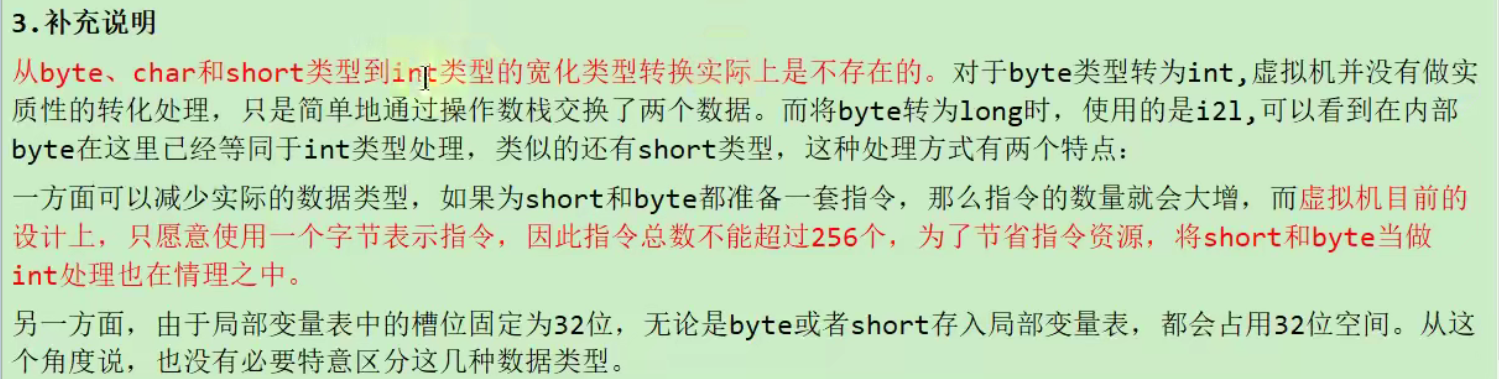 3.补充说明
从byte、char和short类型到int类型的宽化类型转换实际上是不存在的。对于byte类型转为int,虚拟机并没有做实
质性的转化处理，只是简单地通过操作数栈交换了两个数据。而将byte转为long时，使用的是i2l,可以看到在内部
byte在这里已经等同于int类型处理，类似的还有short类型，这种处理方式有两个特点：
一方面可以减少实际的数据类型，如果为short和byte都准备一套指令，那么指令的数量就会大增，而虚拟机目前的
设计上，只愿意使用一个字节表示指令，因此指令总数不能超过256个，为了节省指令资源，将short和byte当做
int处理也在情理之中。
另一方面，由于局部变量表中的槽位固定为32位，无论是byte或者short存入局部变量表，都会占用32位空间。从这
个角度说，也没有必要特意区分这几种数据类型。